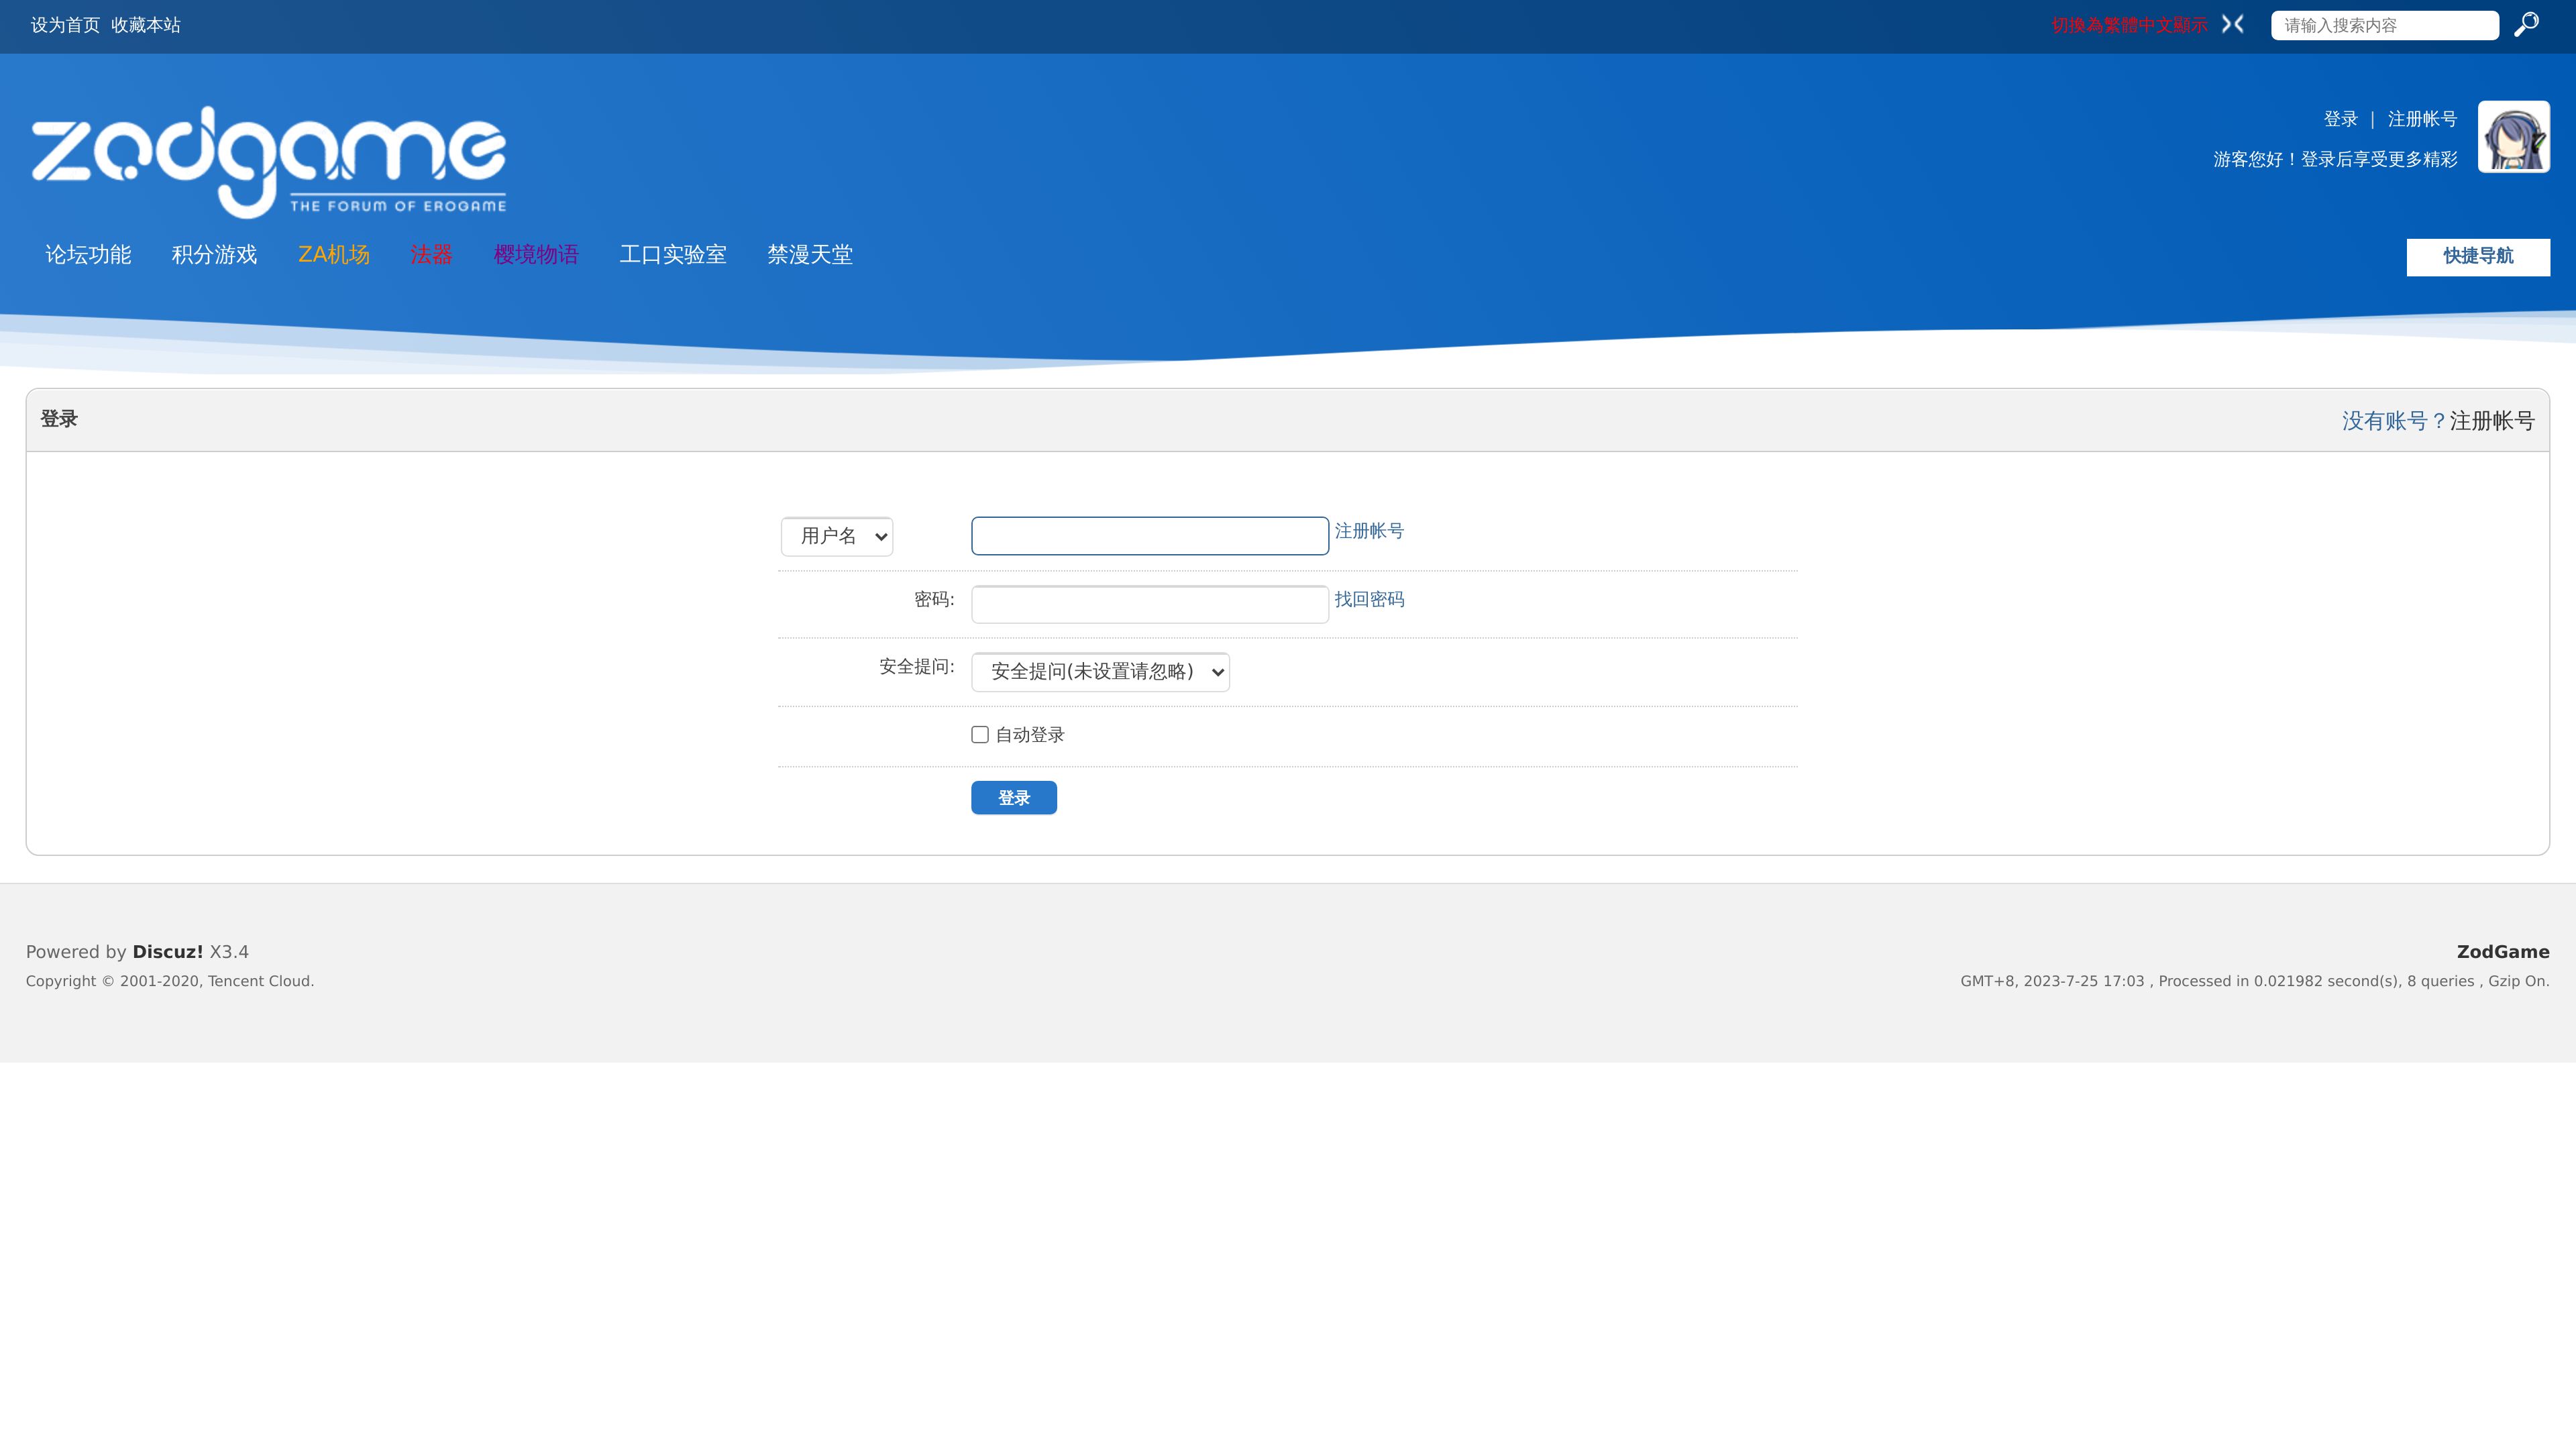 设为首页 收藏本站
切換為繁體中文顯示
请输入搜索内容
zodgame
THE FORUM OF EROGAME
登录 | 注册帐号
游客您好！登录后享受更多精彩
论坛功能 积分游戏 ZA机场 法器 樱境物语 工口实验室 禁漫天堂
快捷导航
登录
没有账号？注册帐号
用户名
注册帐号
密码:
找回密码
安全提问:
安全提问(未设置请忽略)
自动登录
登录
Powered by Discuz! X3.4
ZodGame
Copyright © 2001-2020, Tencent Cloud.
GMT+8, 2023-7-25 17:03 , Processed in 0.021982 second(s), 8 queries , Gzip On.